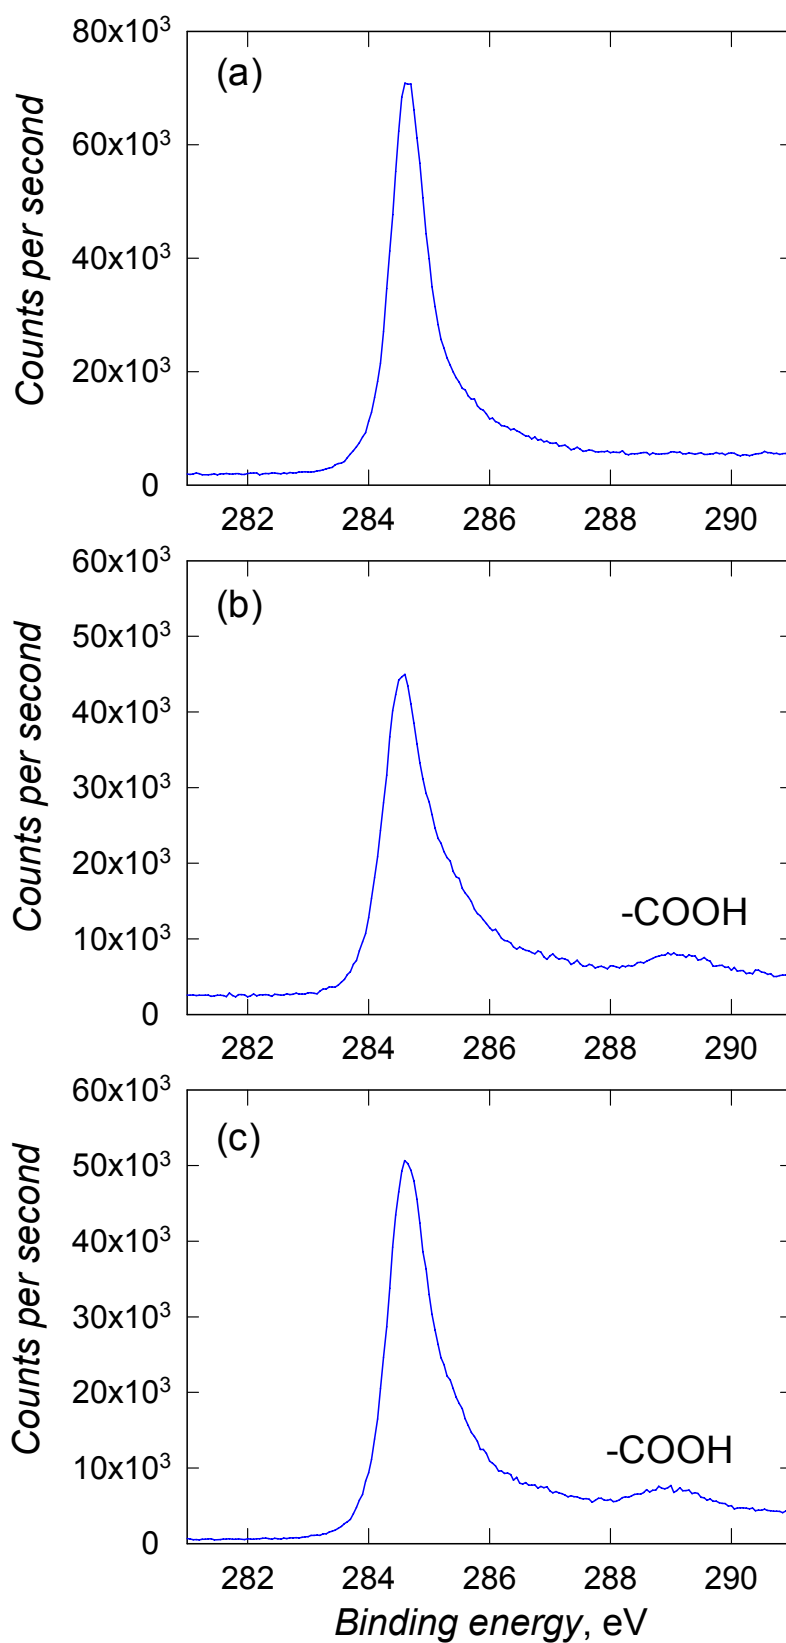 80x10³
(a)
60x10³
40x10³
20x10³
0
Counts per second
282 284 286 288 290
60x10³
(b)
50x10³
40x10³
30x10³
20x10³
-COOH
10x10³
0
Counts per second
282 284 286 288 290
60x10³
(c)
50x10³
40x10³
30x10³
20x10³
-COOH
10x10³
0
Counts per second
282 284 286 288 290
Binding energy, eV